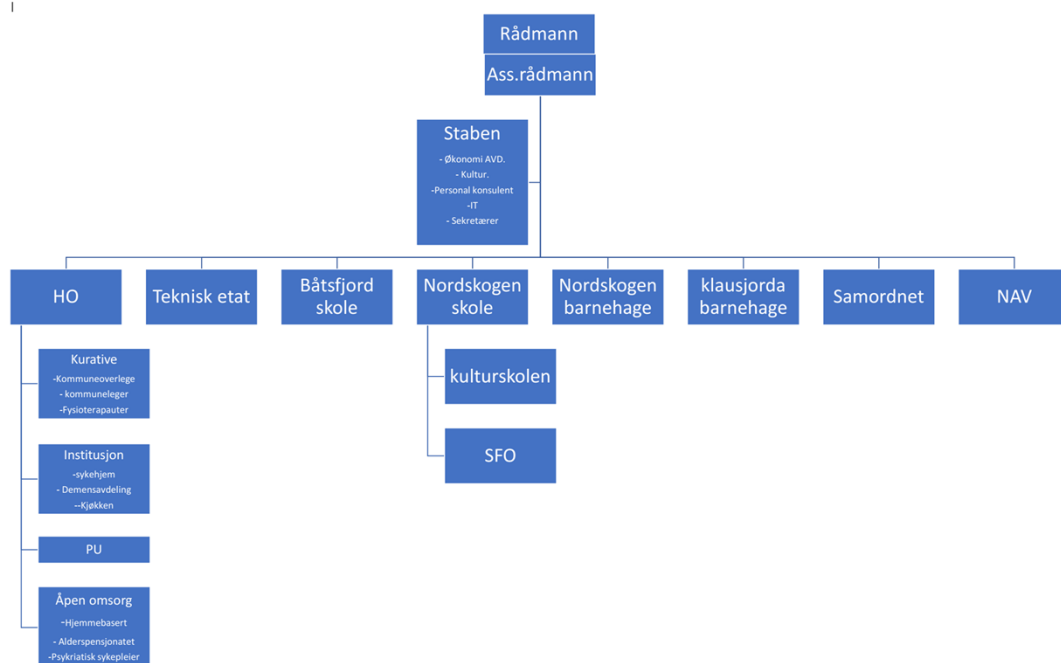 Rådmann
Ass.rådmann
Staben
- Økonomi AVD.
- Kultur.
-Personal konsulent
-IT
- Sekretærer
HO
Teknisk etat
Båtsfjord
skole
Nordskogen
skole
Nordskogen
barnehage
klausjorda
barnehage
Samordnet
NAV
Kurative
-Kommuneoverlege
- kommuneleger
-Fysioterapauter
Institusjon
-sykehjem
- Demensavdeling
--Kjøkken
PU
Åpen omsorg
-Hjemmebasert
- Alderspensjonatet
-Psykriatisk sykepleier
kulturskolen
SFO